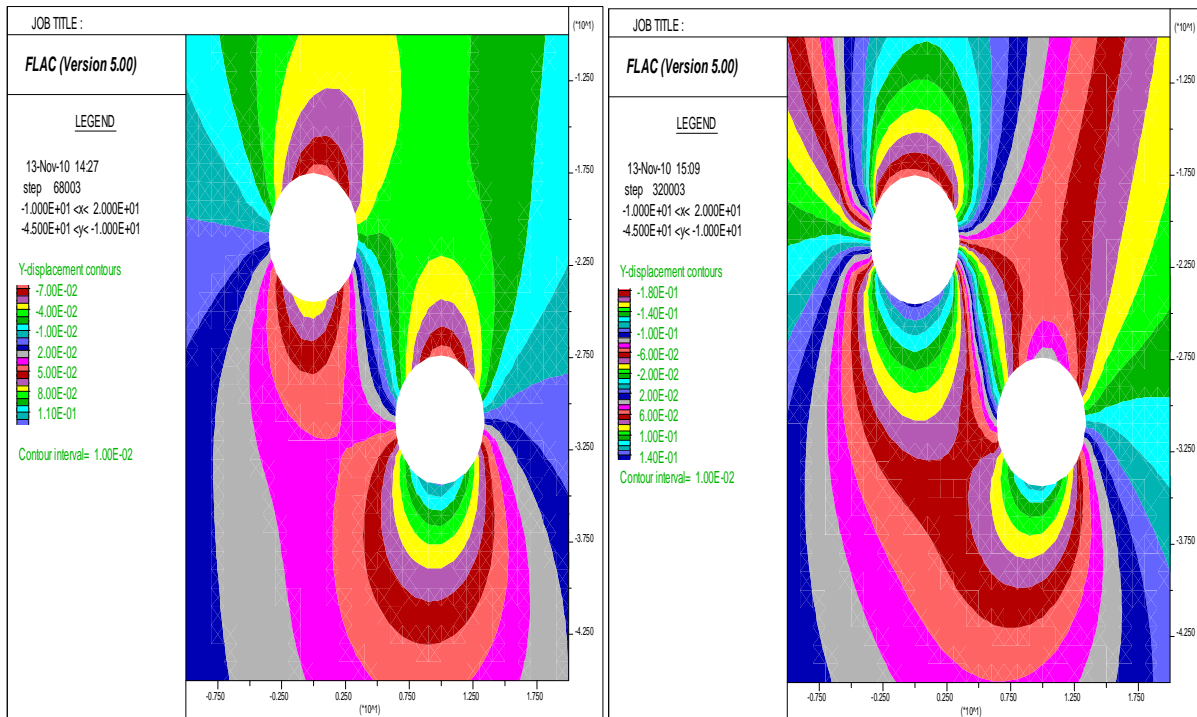 JOB TITLE :
(*10^1)
FLAC (Version 5.00)
LEGEND
13-Nov-10 14:27
step 68003
-1.000E+01 <x< 2.000E+01
-4.500E+01 <y< -1.000E+01
Y-displacement contours
-7.00E-02
-4.00E-02
-1.00E-02
2.00E-02
5.00E-02
8.00E-02
1.10E-01
Contour interval= 1.00E-02
-1.250
-1.750
-2.250
-2.750
-3.250
-3.750
-4.250
-0.750 -0.250 0.250 0.750 1.250 1.750
(*10^1)
JOB TITLE :
(*10^1)
FLAC (Version 5.00)
LEGEND
13-Nov-10 15:09
step 320003
-1.000E+01 <x< 2.000E+01
-4.500E+01 <y< -1.000E+01
Y-displacement contours
-1.80E-01
-1.40E-01
-1.00E-01
-6.00E-02
-2.00E-02
2.00E-02
6.00E-02
1.00E-01
1.40E-01
Contour interval= 1.00E-02
-1.250
-1.750
-2.250
-2.750
-3.250
-3.750
-4.250
-0.750 -0.250 0.250 0.750 1.250 1.750
(*10^1)